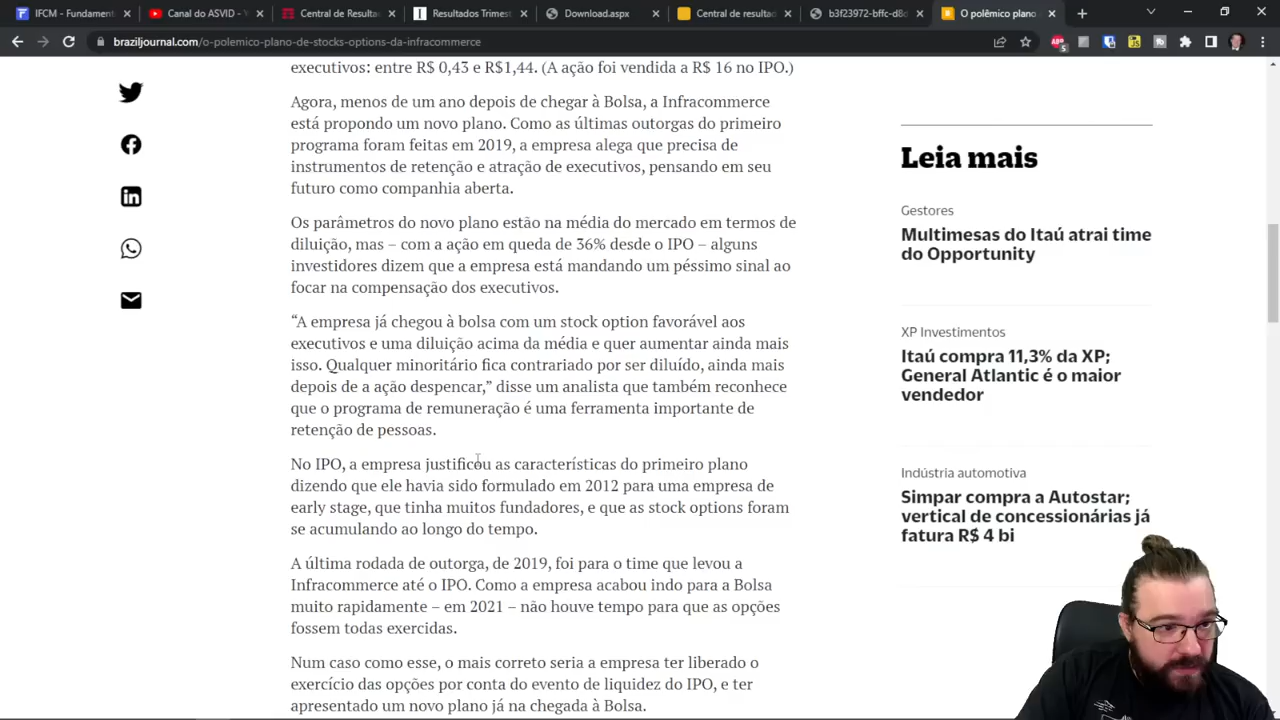 IFCM - Fundament
Canal do ASVID - V
Central de Resulta
Resultados Trimest
Download.aspx
Central de resultad
b3f23972-bffc-d8c
O polêmico plano
braziljournal.com/o-polemico-plano-de-stocks-options-da-infracommerce
executivos: entre R$ 0,43 e R$1,44. (A ação foi vendida a R$ 16 no IPO.)
Agora, menos de um ano depois de chegar à Bolsa, a Infracommerce
está propondo um novo plano. Como as últimas outorgas do primeiro
programa foram feitas em 2019, a empresa alega que precisa de
instrumentos de retenção e atração de executivos, pensando em seu
futuro como companhia aberta.
Os parâmetros do novo plano estão na média do mercado em termos de
diluição, mas – com a ação em queda de 36% desde o IPO – alguns
investidores dizem que a empresa está mandando um péssimo sinal ao
focar na compensação dos executivos.
“A empresa já chegou à bolsa com um stock option favorável aos
executivos e uma diluição acima da média e quer aumentar ainda mais
isso. Qualquer minoritário fica contrariado por ser diluído, ainda mais
depois de a ação despencar,” disse um analista que também reconhece
que o programa de remuneração é uma ferramenta importante de
retenção de pessoas.
No IPO, a empresa justificou as características do primeiro plano
dizendo que ele havia sido formulado em 2012 para uma empresa de
early stage, que tinha muitos fundadores, e que as stock options foram
se acumulando ao longo do tempo.
A última rodada de outorga, de 2019, foi para o time que levou a
Infracommerce até o IPO. Como a empresa acabou indo para a Bolsa
muito rapidamente – em 2021 – não houve tempo para que as opções
fossem todas exercidas.
Num caso como esse, o mais correto seria a empresa ter liberado o
exercício das opções por conta do evento de liquidez do IPO, e ter
apresentado um novo plano já na chegada à Bolsa.
Leia mais
Gestores
Multimesas do Itaú atrai time
do Opportunity
XP Investimentos
Itaú compra 11,3% da XP;
General Atlantic é o maior
vendedor
Indústria automotiva
Simpar compra a Autostar;
vertical de concessionárias já
fatura R$ 4 bi